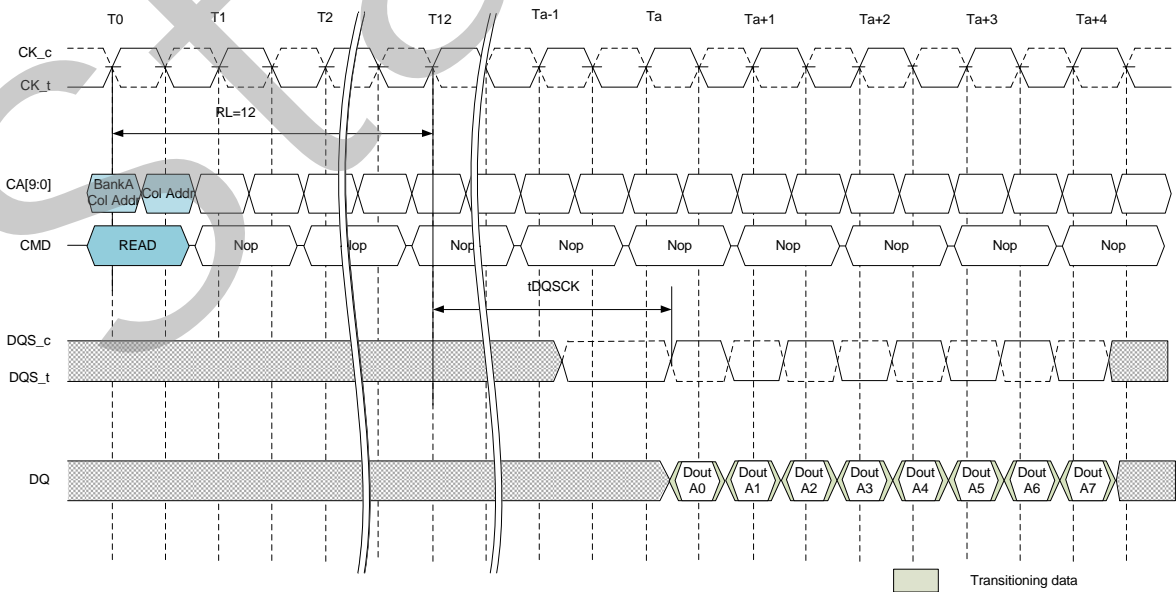 T0 T1 T2 T12 Ta-1 Ta Ta+1 Ta+2 Ta+3 Ta+4
CK_c
CK_t
RL=12
CA[9:0]
BankA
Col Addr
Col Addr
CMD
READ Nop Nop Nop Nop Nop Nop Nop Nop Nop
tDQSCK
DQS_c
DQS_t
DQ
Dout Dout Dout Dout Dout Dout Dout Dout
A0 A1 A2 A3 A4 A5 A6 A7
Transitioning data